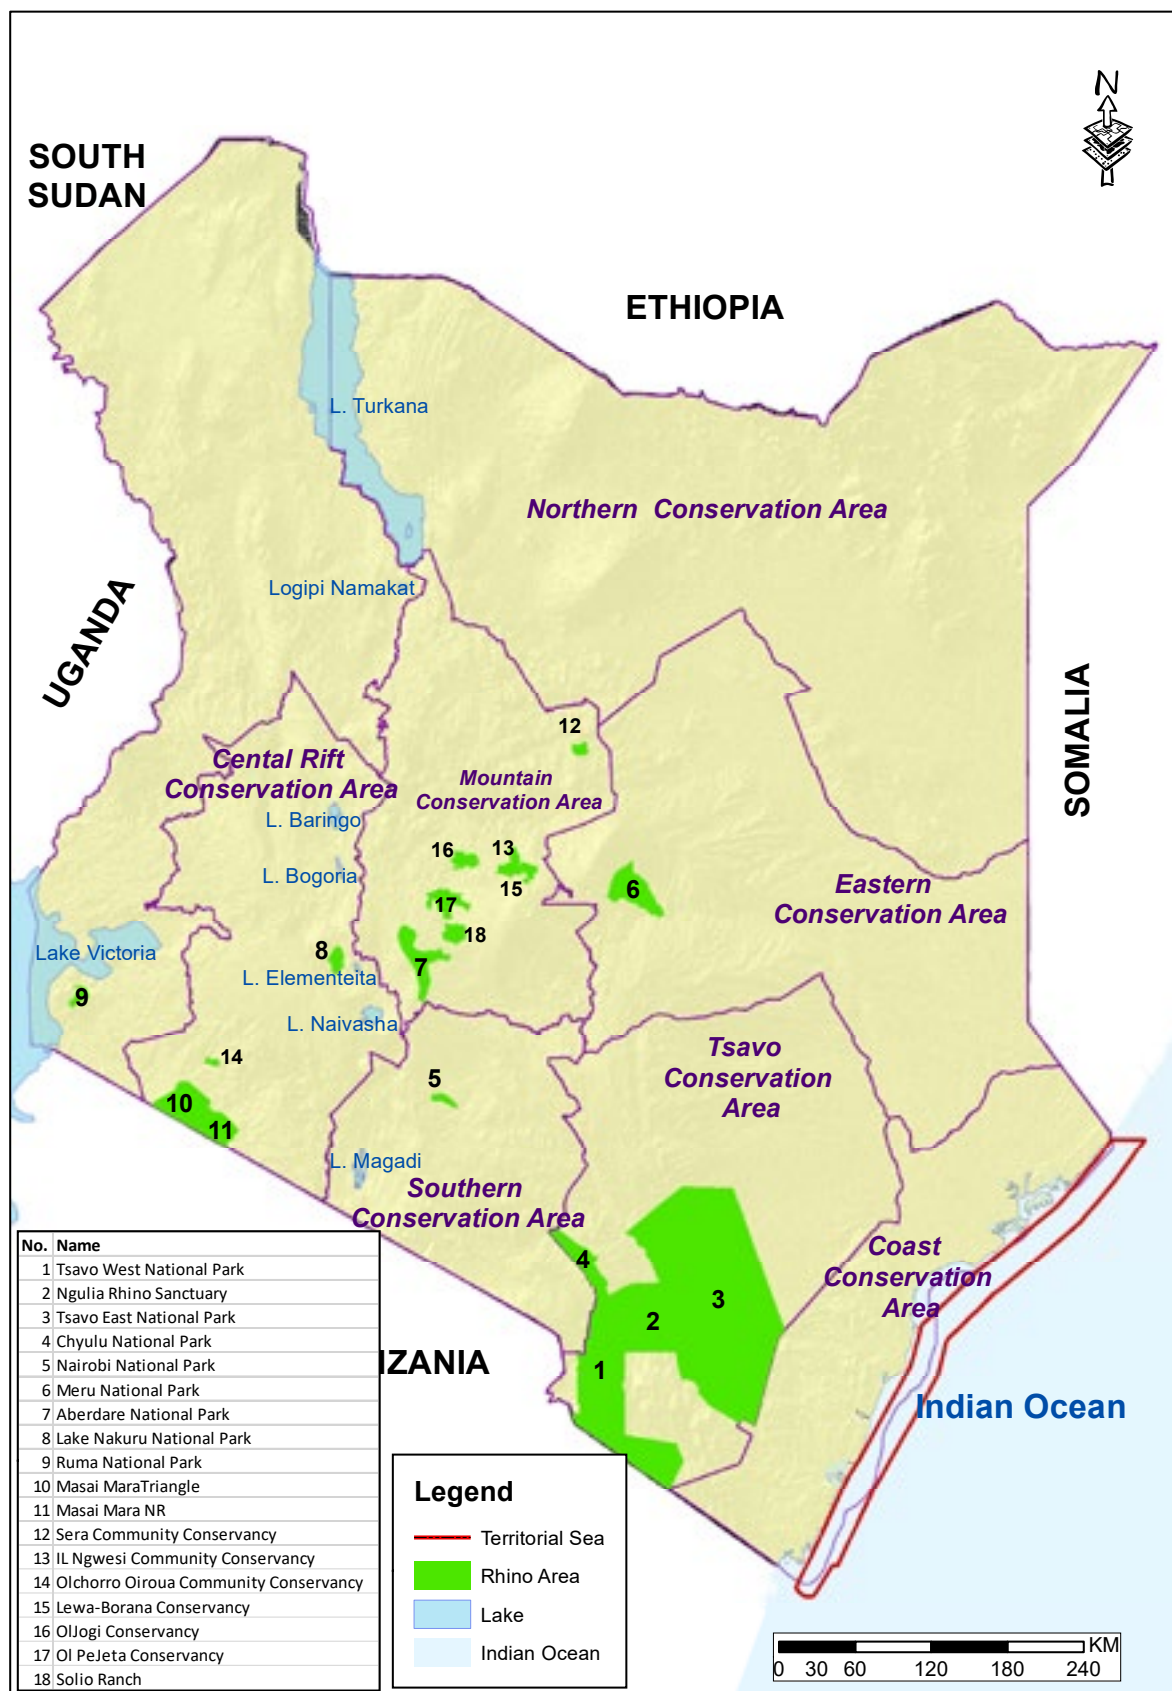 N
SOUTH
SUDAN
ETHIOPIA
L. Turkana
Northern Conservation Area
Logipi Namakat
UGANDA
SOMALIA
12
Cental Rift
Conservation Area
Mountain
Conservation Area
L. Baringo
16
13
L. Bogoria
15
6
Eastern
Conservation Area
17
18
8
7
Lake Victoria
L. Elementeita
9
L. Naivasha
14
5
Tsavo
Conservation
Area
10
11
L. Magadi
Southern
Conservation Area
4
3
2
1
Coast
Conservation
Area
IZANIA
Indian Ocean
No. Name
1 Tsavo West National Park
2 Ngulia Rhino Sanctuary
3 Tsavo East National Park
4 Chyulu National Park
5 Nairobi National Park
6 Meru National Park
7 Aberdare National Park
8 Lake Nakuru National Park
9 Ruma National Park
10 Masai MaraTriangle
11 Masai Mara NR
12 Sera Community Conservancy
13 IL Ngwesi Community Conservancy
14 Olchorro Oiroua Community Conservancy
15 Lewa-Borana Conservancy
16 OlJogi Conservancy
17 Ol PeJeta Conservancy
18 Solio Ranch
Legend
Territorial Sea
Rhino Area
Lake
Indian Ocean
KM
0 30 60 120 180 240